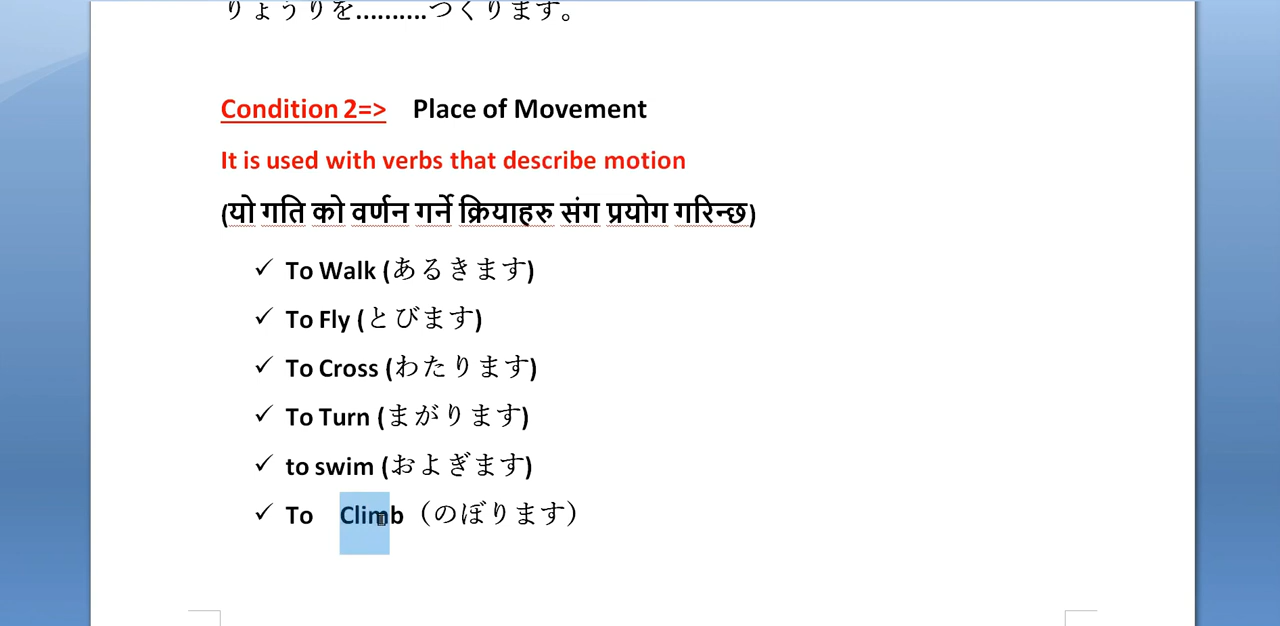 りょうりを..........つくります。
Condition 2=> Place of Movement
It is used with verbs that describe motion
(यो गति को वर्णन गर्ने क्रियाहरु संग प्रयोग गरिन्छ)
✓ To Walk (あるきます)
✓ To Fly (とびます)
✓ To Cross (わたります)
✓ To Turn (まがります)
✓ to swim (およぎます)
✓ To Climb（のぼります）